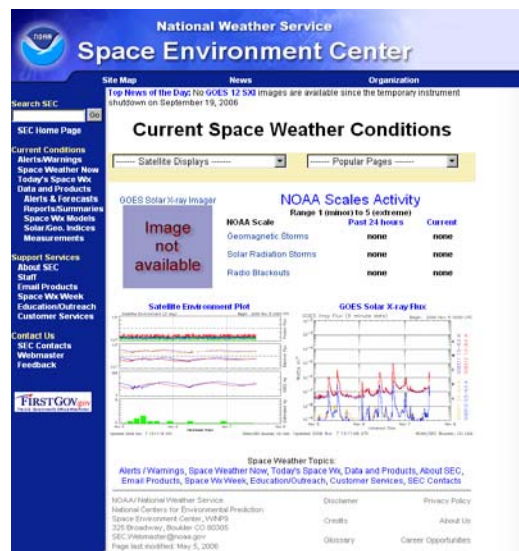 NOAA
National Weather Service
Space Environment Center
Site Map News Organization
Top News of the Day: No GOES 12 SXI images are available since the temporary instrument
shutdown on September 19, 2006
Search SEC
Go
SEC Home Page
Current Conditions
Alerts/Warnings
Space Weather Now
Today's Space Wx
Data and Products
Alerts & Forecasts
Reports/Summaries
Space Wx Models
Solar/Geo. Indices
Measurements
Support Services
About SEC
Staff
Email Products
Space Wx Week
Education/Outreach
Customer Services
Contact Us
SEC Contacts
Webmaster
Feedback
FIRSTGOV.gov
Current Space Weather Conditions
------ Satellite Displays ------
------ Popular Pages ------
GOES Solar X-ray Imager
Image
not
available
NOAA Scales Activity
Range 1 (minor) to 5 (extreme)
NOAA Scale Past 24 hours Current
Geomagnetic Storms none none
Solar Radiation Storms none none
Radio Blackouts none none
Satellite Environment Plot
GOES Solar X-ray Flux
Space Weather Topics:
Alerts / Warnings, Space Weather Now, Today's Space Wx, Data and Products, About SEC,
Email Products, Space Wx Week, Education/Outreach, Customer Services, SEC Contacts
NOAA / National Weather Service
National Centers for Environmental Prediction
Space Environment Center, W/NP9
325 Broadway, Boulder CO 80305
SEC.Webmaster@noaa.gov
Page last modified: May 5, 2006
Disclaimer Privacy Policy
Credits About Us
Glossary Career Opportunities